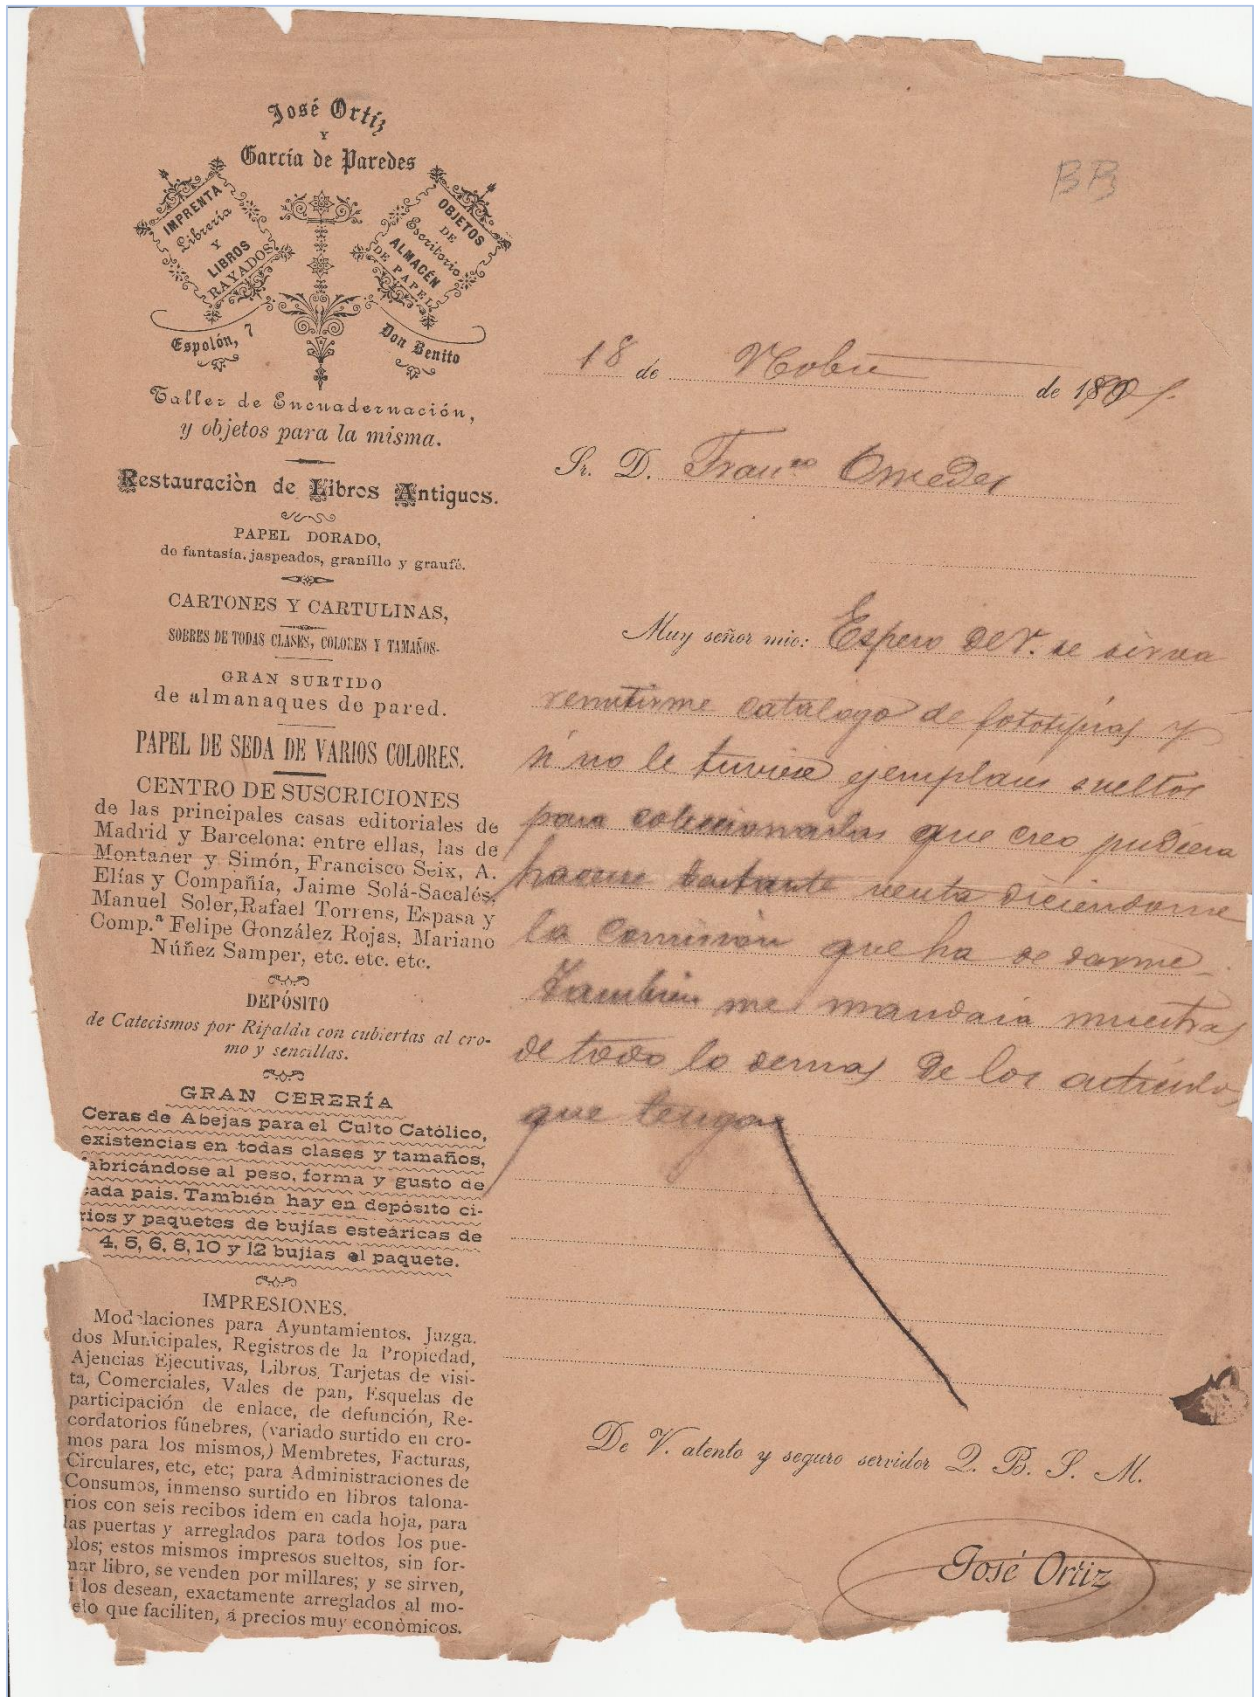 José Ortíz
Y
García de Paredes
IMPRENTA
Librería
Y
LIBROS
RAYADOS
OBJETOS
DE
Escritorio
ALMACÉN
DE PAPEL
Espolón, 7
Don Benito
Taller de Encuadernación,
y objetos para la misma.
Restauraciòn de Libros Antiguos.
PAPEL DORADO,
de fantasía, jaspeados, granillo y graufé.
CARTONES Y CARTULINAS,
SOBRES DE TODAS CLASES, COLORES Y TAMAÑOS.
GRAN SURTIDO
de almanaques de pared.
PAPEL DE SEDA DE VARIOS COLORES.
CENTRO DE SUSCRICIONES
de las principales casas editoriales de
Madrid y Barcelona: entre ellas, las de
Montaner y Simón, Francisco Seix, A.
Elías y Compañía, Jaime Solá-Sacalés,
Manuel Soler, Rafael Torrens, Espasa y
Comp.ª Felipe González Rojas, Mariano
Núñez Samper, etc. etc. etc.
DEPÓSITO
de Catecismos por Ripalda con cubiertas al cro-
mo y sencillas.
GRAN CERERÍA
Ceras de Abejas para el Culto Católico,
existencias en todas clases y tamaños,
fabricándose al peso, forma y gusto de
cada pais. También hay en depósito ci-
rios y paquetes de bujías esteáricas de
4, 5, 6, 8, 10 y 12 bujías el paquete.
IMPRESIONES.
Modelaciones para Ayuntamientos. Juzga.
dos Municipales, Registros de la Propiedad,
Ajencias Ejecutivas, Libros, Tarjetas de visi-
ta, Comerciales, Vales de pan, Esquelas de
participación de enlace, de defunción, Re-
cordatorios fúnebres, (variado surtido en cro-
mos para los mismos,) Membretes, Facturas,
Circulares, etc, etc; para Administraciones de
Consumos, inmenso surtido en libros talona-
rios con seis recibos idem en cada hoja, para
las puertas y arreglados para todos los pue-
blos; estos mismos impresos sueltos, sin for-
mar libro, se venden por millares; y se sirven,
i los desean, exactamente arreglados al mo-
elo que faciliten, á precios muy económicos.
BB
18 de Nobre de 1901.
Sr. D. Franco Omedes
Muy señor mio: Espero de V. se sirva
remitirme catálogo de fototipias y
si no le tuviese ejemplares sueltos
para coleccionarlas que creo pudiera
hacerse bastante venta diciendome
la comisión que ha de darme.
Tambien me mandara muestras
de todo lo demas de los artículos
que tenga
De V. atento y seguro servidor Q. B. S. M.
José Ortiz